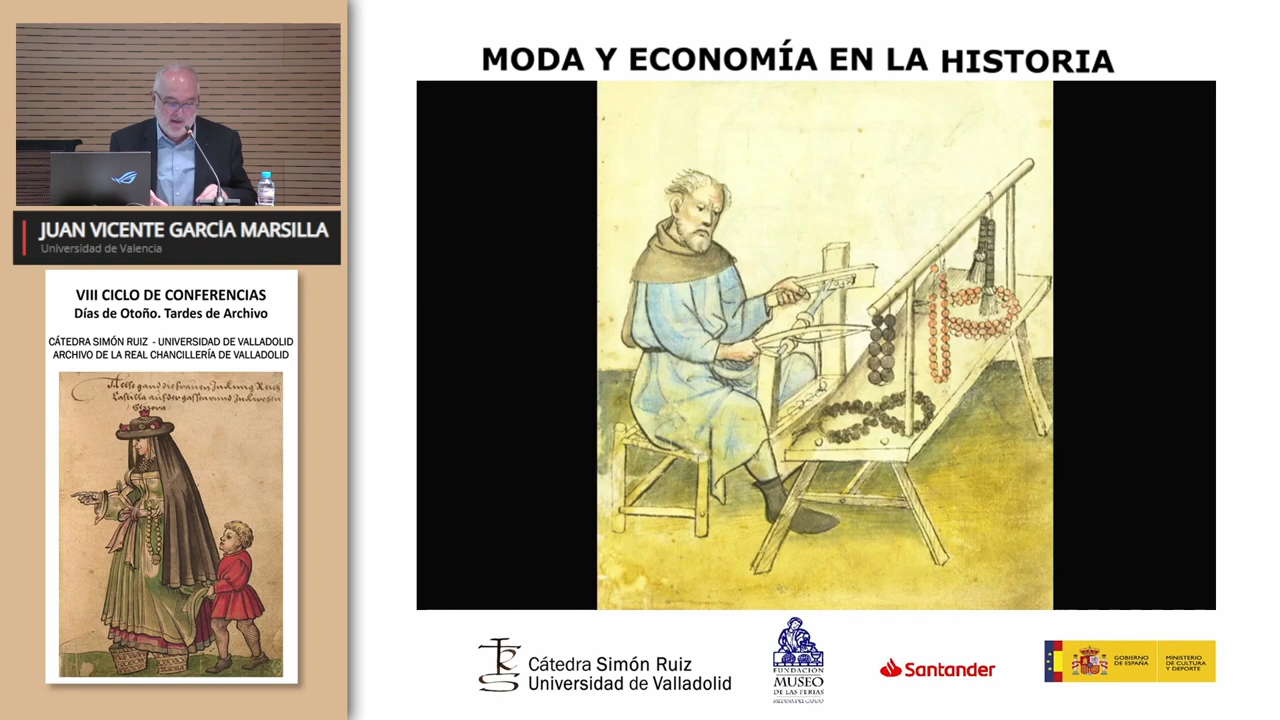 MODA Y ECONOMÍA EN LA HISTORIA
JUAN VICENTE GARCÍA MARSILLA
Universidad de Valencia
VIII CICLO DE CONFERENCIAS
Días de Otoño. Tardes de Archivo
CÁTEDRA SIMÓN RUIZ - UNIVERSIDAD DE VALLADOLID
ARCHIVO DE LA REAL CHANCILLERÍA DE VALLADOLID
Cátedra Simón Ruiz
Universidad de Valladolid
FUNDACIÓN
MUSEO
DE LAS FERIAS
Santander
GOBIERNO
DE ESPAÑA
MINISTERIO
DE CULTURA
Y DEPORTE